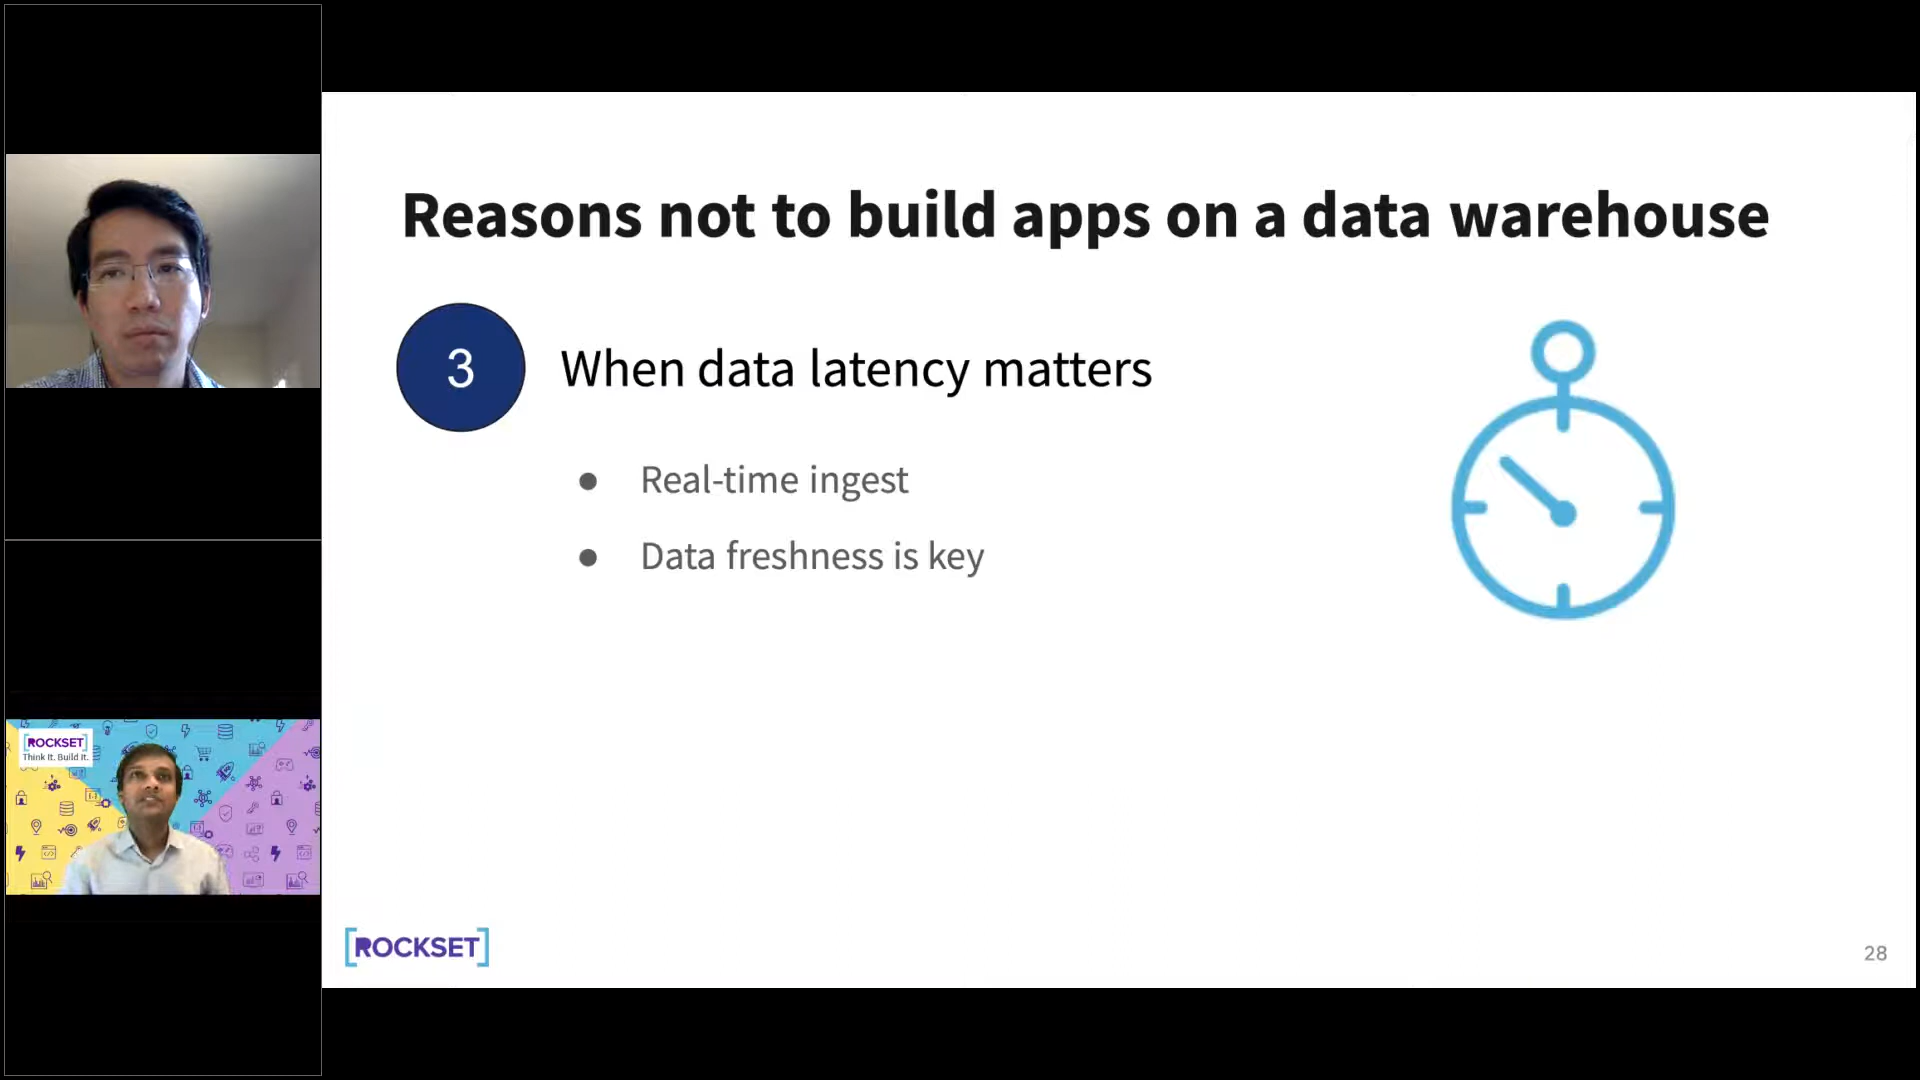 Reasons not to build apps on a data warehouse
3
When data latency matters
● Real-time ingest
● Data freshness is key
[ROCKSET]
Think It. Build It.
[ROCKSET]
28